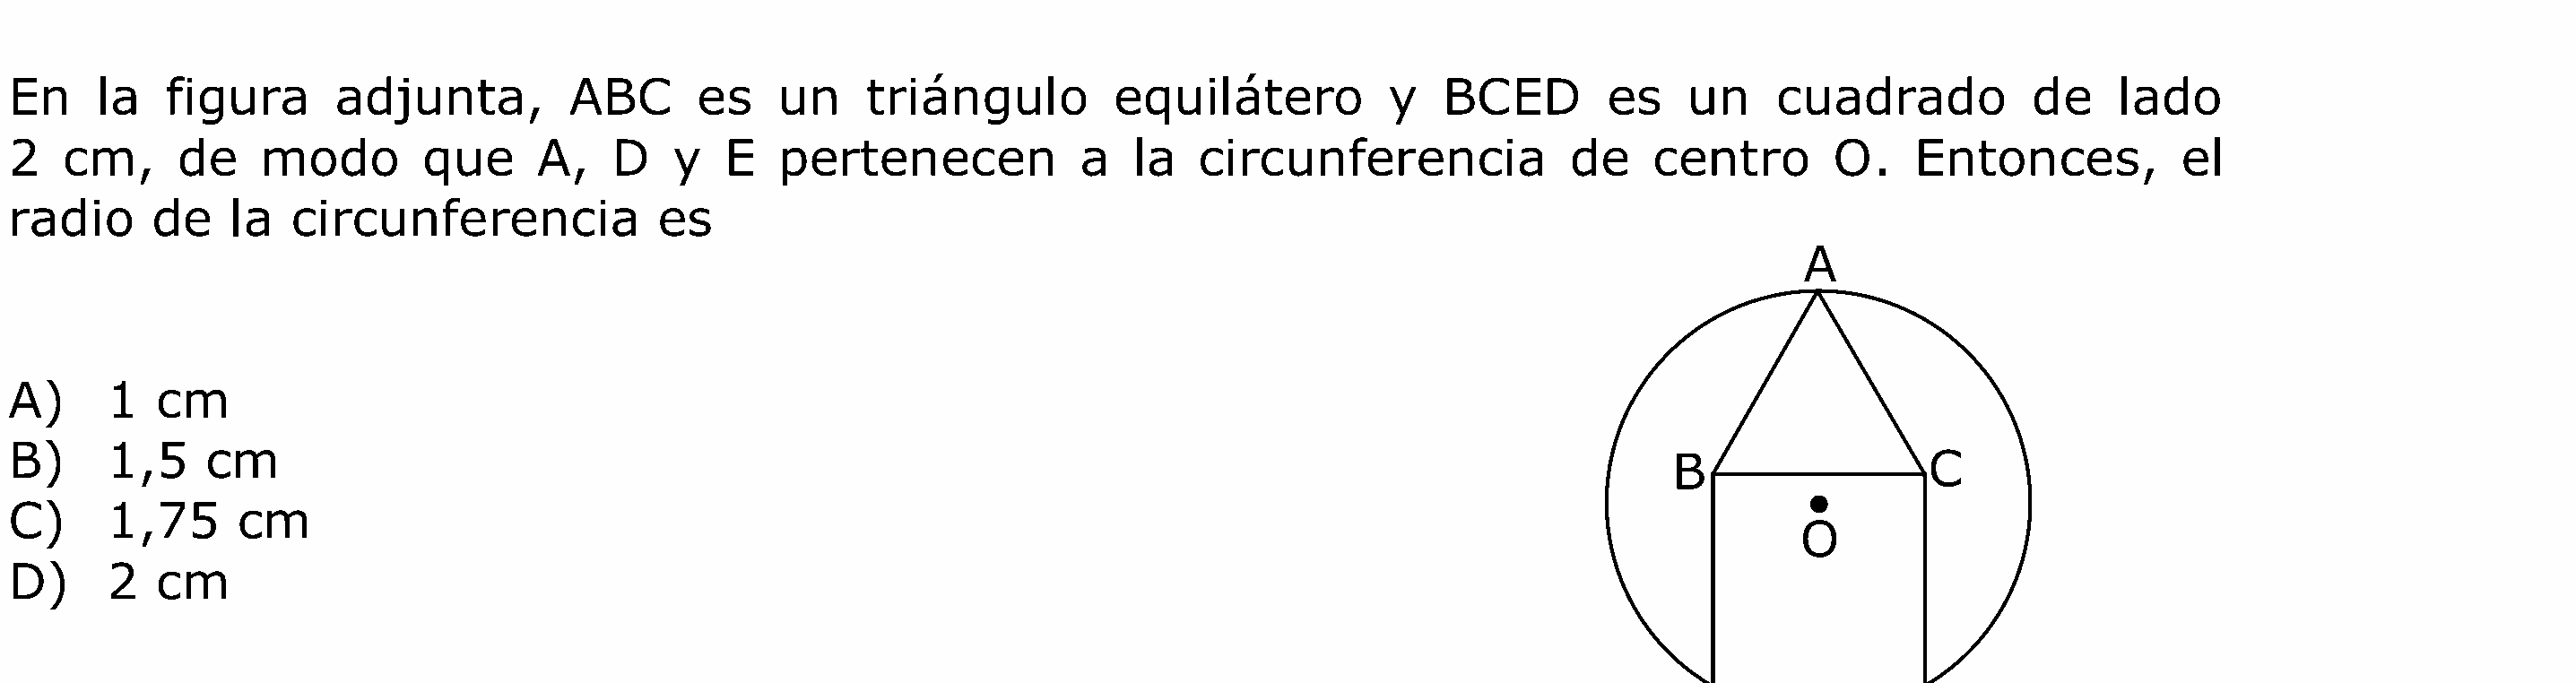 En la figura adjunta, ABC es un triángulo equilátero y BCED es un cuadrado de lado
2 cm, de modo que A, D y E pertenecen a la circunferencia de centro O. Entonces, el
radio de la circunferencia es
A
A) 1 cm
B) 1,5 cm
B C
C) 1,75 cm
O
D) 2 cm